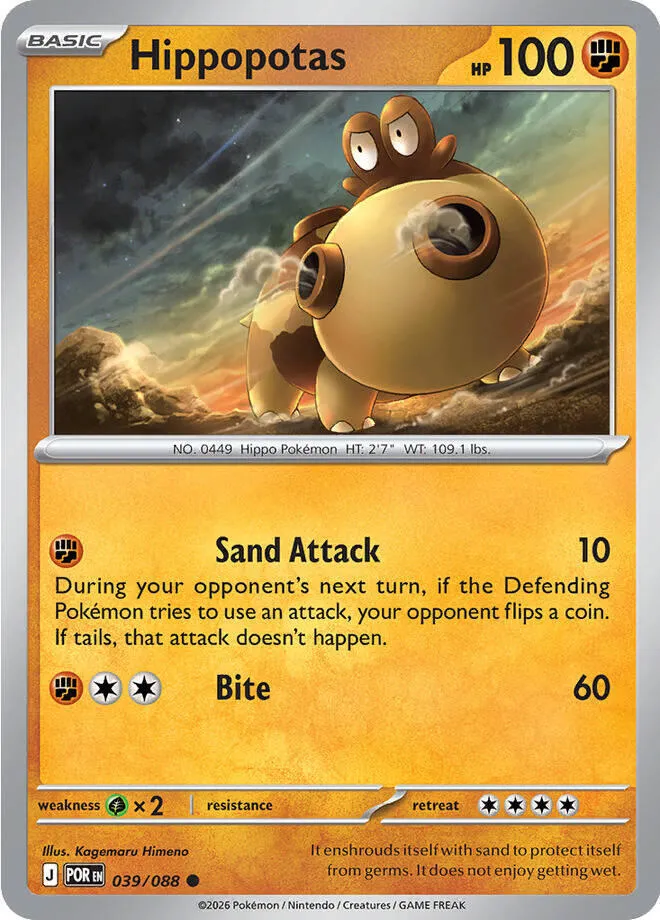 BASIC
Hippopotas
HP 100
NO. 0449 Hippo Pokémon HT: 2'7" WT: 109.1 lbs.
Sand Attack 10
During your opponent's next turn, if the Defending
Pokémon tries to use an attack, your opponent flips a coin.
If tails, that attack doesn't happen.
Bite 60
weakness ×2 resistance retreat
Illus. Kagemaru Himeno
It enshrouds itself with sand to protect itself
from germs. It does not enjoy getting wet.
J POR EN 039/088
©2026 Pokémon / Nintendo / Creatures / GAME FREAK